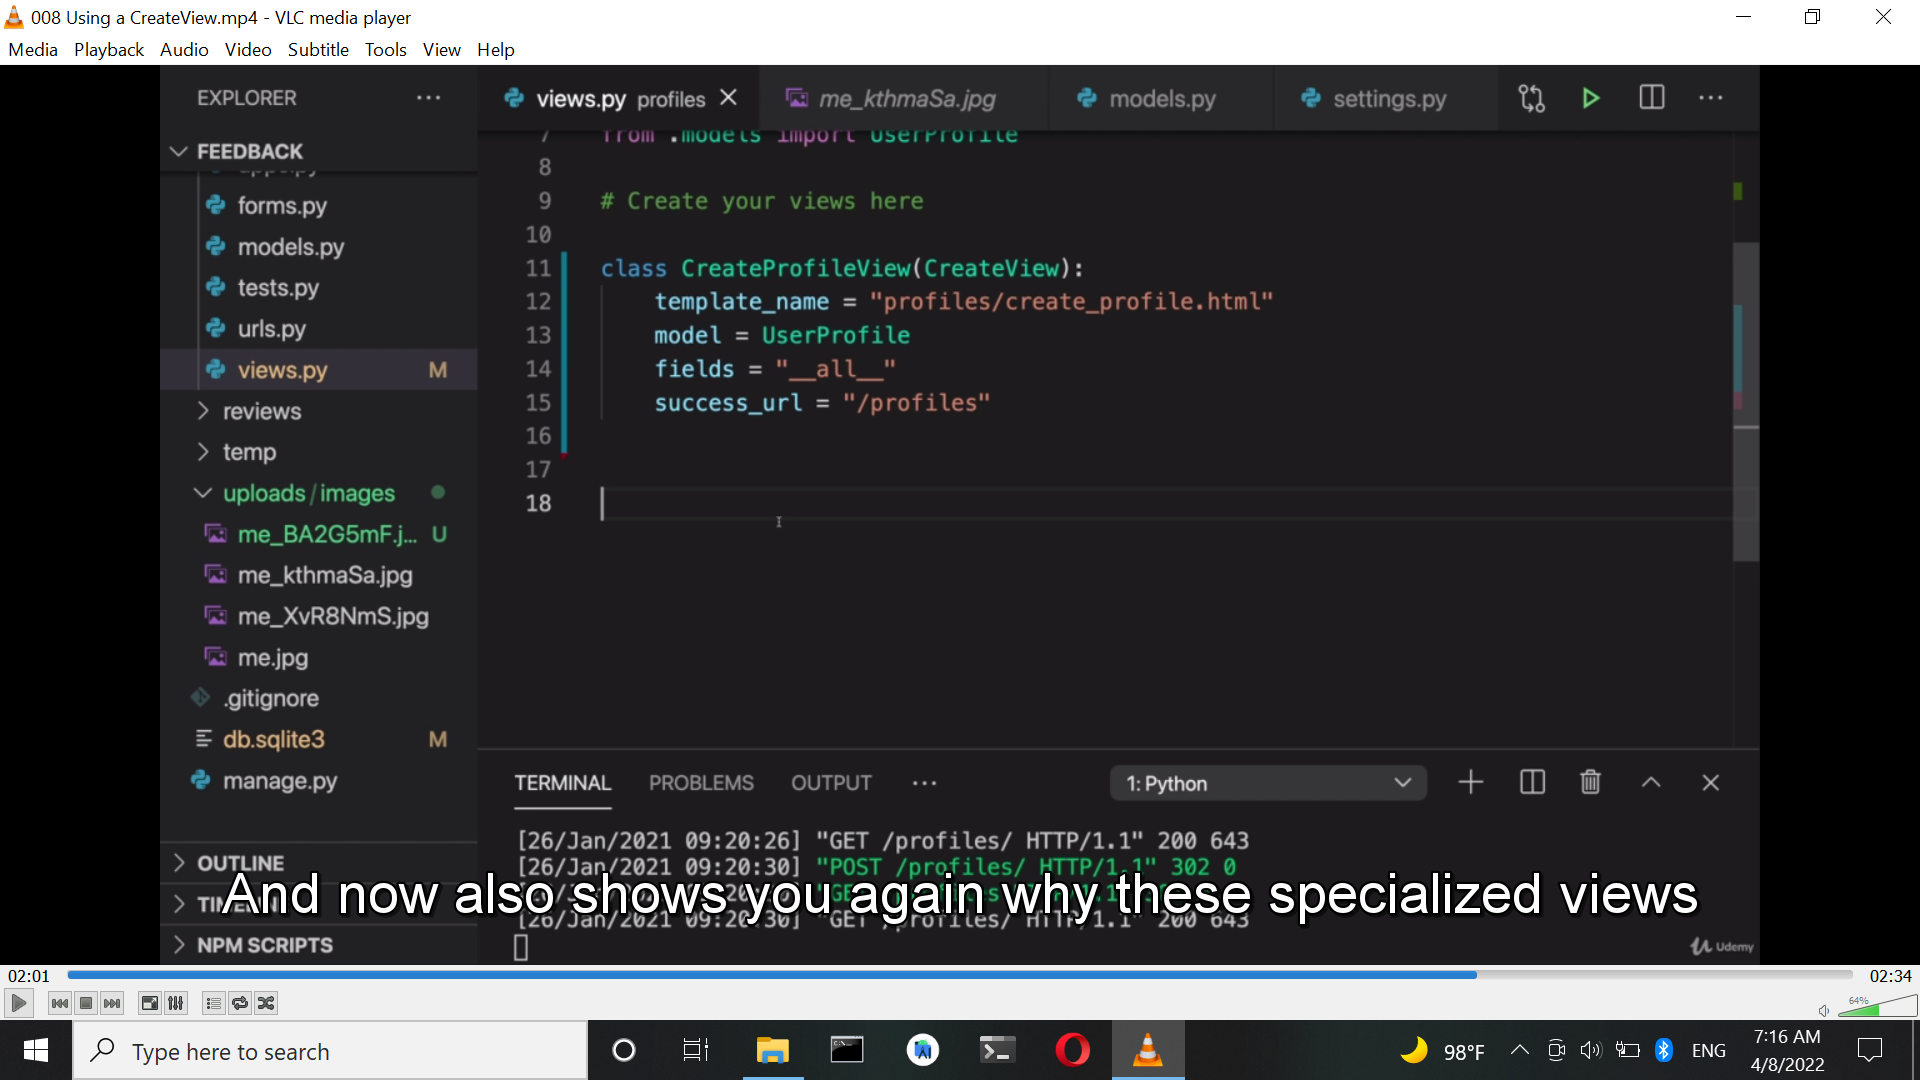 008 Using a CreateView.mp4 - VLC media player
Media Playback Audio Video Subtitle Tools View Help
EXPLORER
views.py profiles
me_kthmaSa.jpg
models.py
settings.py
FEEDBACK
forms.py
models.py
tests.py
urls.py
views.py M
reviews
temp
uploads/images
me_BA2G5mF.j... U
me_kthmaSa.jpg
me_XvR8NmS.jpg
me.jpg
.gitignore
db.sqlite3 M
manage.py
OUTLINE
NPM SCRIPTS
7 from .models import UserProfile
8
9 # Create your views here
10
11 class CreateProfileView(CreateView):
12 template_name = "profiles/create_profile.html"
13 model = UserProfile
14 fields = "__all__"
15 success_url = "/profiles"
16
17
18
TERMINAL PROBLEMS OUTPUT
1: Python
[26/Jan/2021 09:20:26] "GET /profiles/ HTTP/1.1" 200 643
[26/Jan/2021 09:20:30] "POST /profiles/ HTTP/1.1" 302 0
[26/Jan/2021 09:20:30] "GET /profiles/ HTTP/1.1" 200 643
And now also shows you again why these specialized views
Udemy
02:01
02:34
64%
Type here to search
98°F
ENG
7:16 AM
4/8/2022